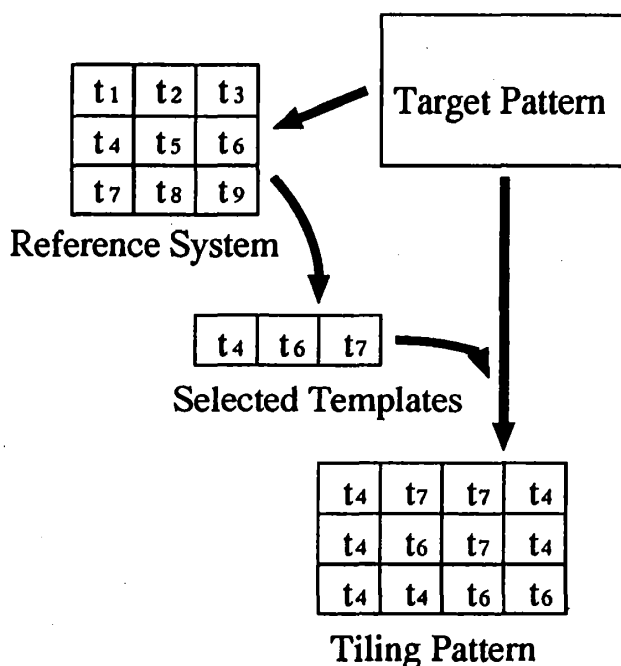 Target Pattern
t1 t2 t3
t4 t5 t6
t7 t8 t9
Reference System
t4 t6 t7
Selected Templates
t4 t7 t7 t4
t4 t6 t7 t4
t4 t4 t6 t6
Tiling Pattern